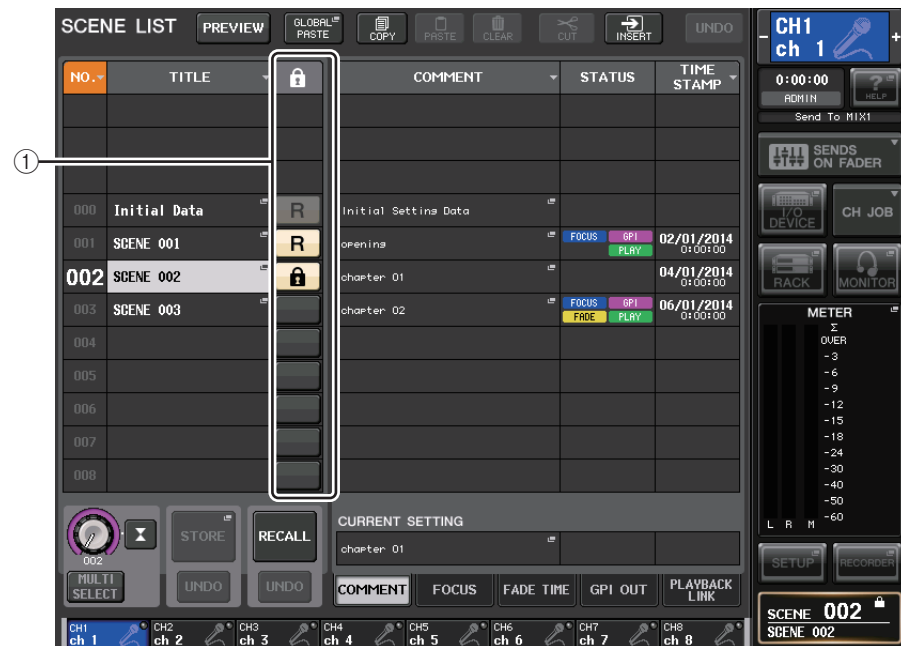 SCENE LIST PREVIEW GLOBAL PASTE COPY PASTE CLEAR CUT INSERT UNDO
NO. TITLE COMMENT STATUS TIME STAMP
①
000 Initial Data R Initial Setting Data
001 SCENE 001 R opening FOCUS GPI PLAY 02/01/2014 0:00:00
002 SCENE 002 charter 01 04/01/2014 0:00:00
003 SCENE 003 charter 02 FOCUS GPI FADE PLAY 06/01/2014 0:00:00
004
005
006
007
008
002
STORE
RECALL
MULTI SELECT
UNDO
UNDO
CURRENT SETTING
charter 01
COMMENT FOCUS FADE TIME GPI OUT PLAYBACK LINK
CH1 ch 1
CH2 ch 2
CH3 ch 3
CH4 ch 4
CH5 ch 5
CH6 ch 6
CH7 ch 7
CH8 ch 8
- CH1 +
ch 1
0:00:00
ADMIN
? HELP
Send To MIX1
SENDS ON FADER
I/O DEVICE
CH JOB
RACK
MONITOR
METER
Σ
OVER
-3
-6
-9
-12
-15
-18
-24
-30
-40
-50
-60
L R M
SETUP
RECORDER
SCENE 002
SCENE 002